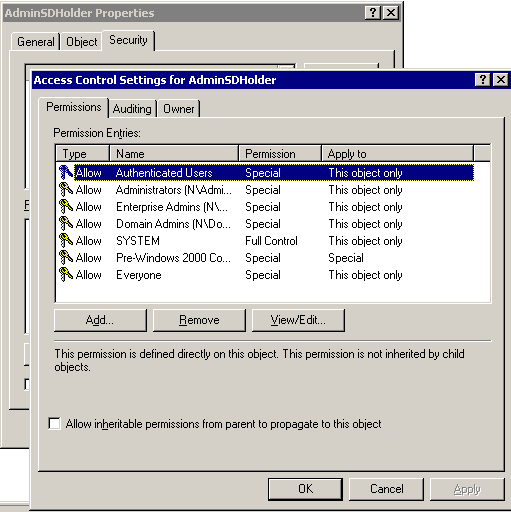 AdminSDHolder Properties
General Object Security
Access Control Settings for AdminSDHolder
Permissions Auditing Owner
Permission Entries:
Type Name Permission Apply to
Allow Authenticated Users Special This object only
Allow Administrators (N\Admi... Special This object only
Allow Enterprise Admins (N\... Special This object only
Allow Domain Admins (N\Do... Special This object only
Allow SYSTEM Full Control This object only
Allow Pre-Windows 2000 Co... Special Special
Allow Everyone Special This object only
Add... Remove View/Edit...
This permission is defined directly on this object. This permission is not inherited by child
objects.
Allow inheritable permissions from parent to propagate to this object
OK Cancel Apply